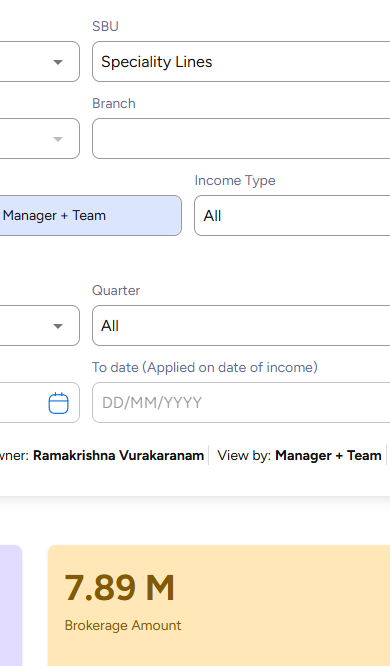 SBU
Speciality Lines
Branch
Income Type
Manager + Team
All
Quarter
All
To date (Applied on date of income)
DD/MM/YYYY
wner: Ramakrishna Vurakaranam View by: Manager + Team
7.89 M
Brokerage Amount